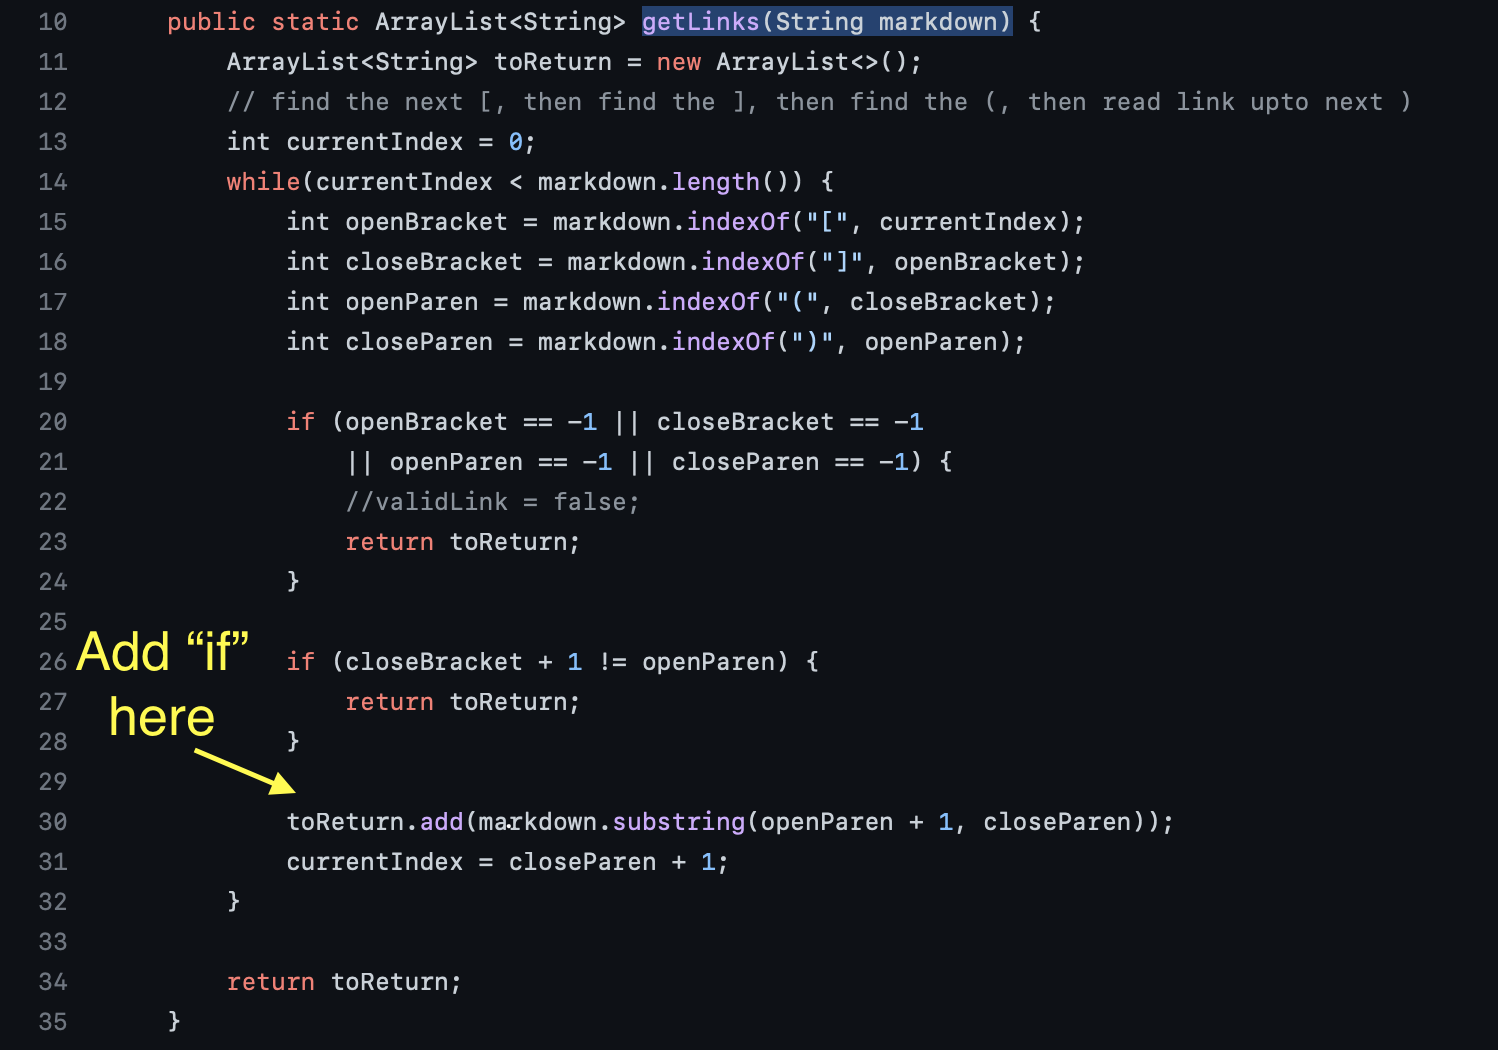 10 public static ArrayList<String> getLinks(String markdown) {
11 ArrayList<String> toReturn = new ArrayList<>();
12 // find the next [, then find the ], then find the (, then read link upto next )
13 int currentIndex = 0;
14 while(currentIndex < markdown.length()) {
15 int openBracket = markdown.indexOf("[", currentIndex);
16 int closeBracket = markdown.indexOf("]", openBracket);
17 int openParen = markdown.indexOf("(", closeBracket);
18 int closeParen = markdown.indexOf(")", openParen);
19
20 if (openBracket == -1 || closeBracket == -1
21 || openParen == -1 || closeParen == -1) {
22 //validLink = false;
23 return toReturn;
24 }
25
Add “if”
here
26 if (closeBracket + 1 != openParen) {
27 return toReturn;
28 }
29
30 toReturn.add(markdown.substring(openParen + 1, closeParen));
31 currentIndex = closeParen + 1;
32 }
33
34 return toReturn;
35 }